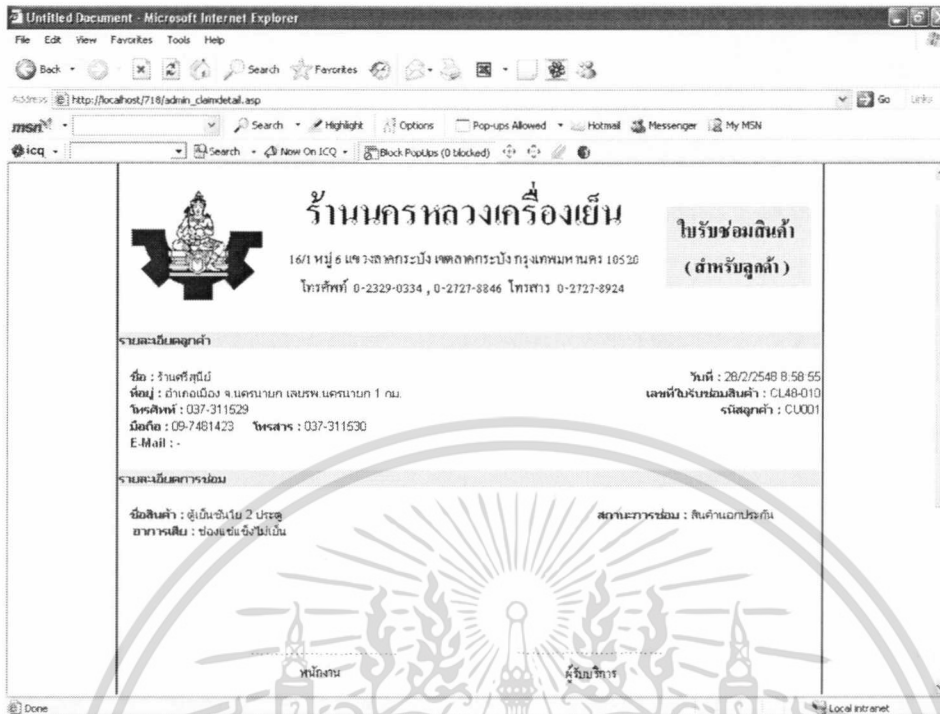 Untitled Document - Microsoft Internet Explorer
File Edit View Favorites Tools Help
Back Search Favorites
Address http://localhost/718/admin_claimdetail.asp Go Links
msn Search Highlight Options Pop-ups Allowed Hotmail Messenger My MSN
icq Search Now On ICQ Block PopUps (0 blocked)
ร้านนครหลวงเครื่องเย็น
16/1 หมู่ 6 แขวงลาดกระบัง เขตลาดกระบัง กรุงเทพมหานคร 10520
โทรศัพท์ 0-2329-0334 , 0-2727-8846 โทรสาร 0-2727-8924
ใบรับซ่อมสินค้า
( สำหรับลูกค้า )
รายละเอียดลูกค้า
ชื่อ : ร้านศรีสุนีย์
ที่อยู่ : อำเภอเมือง จ.นครนายก เลยรพ.นครนายก 1 กม.
โทรศัพท์ : 037-311529
มือถือ : 09-7481423 โทรสาร : 037-311530
E-Mail : -
วันที่ : 28/2/2548 8:58:55
เลขที่ใบรับซ่อมสินค้า : CL48-010
รหัสลูกค้า : CU001
รายละเอียดการซ่อม
ชื่อสินค้า : ตู้เย็นซันโย 2 ประตู
อาการเสีย : ช่องแช่แข็งไม่เย็น
สถานะการซ่อม : สินค้านอกประกัน
พนักงาน
ผู้รับบริการ
Done Local intranet